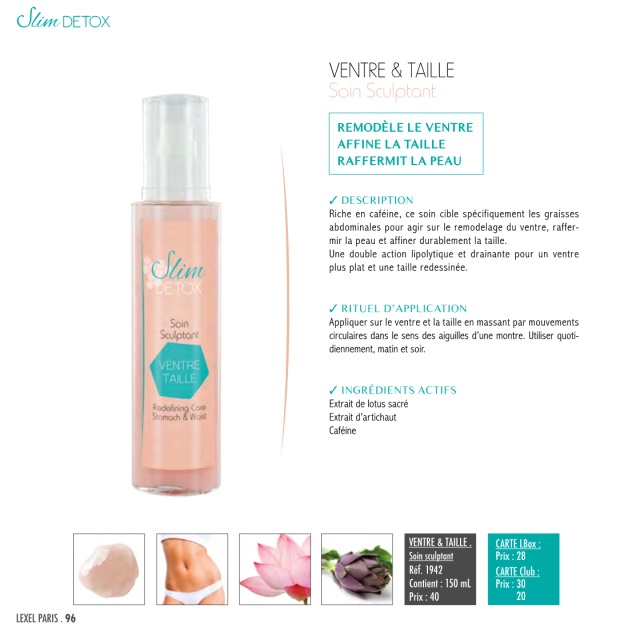 Slim DETOX
VENTRE & TAILLE
Soin Sculptant
REMODÈLE LE VENTRE
AFFINE LA TAILLE
RAFFERMIT LA PEAU
✓ DESCRIPTION
Riche en caféine, ce soin cible spécifiquement les graisses
abdominales pour agir sur le remodelage du ventre, raffer-
mir la peau et affiner durablement la taille.
Une double action lipolytique et drainante pour un ventre
plus plat et une taille redessinée.
✓ RITUEL D'APPLICATION
Appliquer sur le ventre et la taille en massant par mouvements
circulaires dans le sens des aiguilles d'une montre. Utiliser quoti-
diennement, matin et soir.
✓ INGRÉDIENTS ACTIFS
Extrait de lotus sacré
Extrait d'artichaut
Caféine
Slim
DETOX
Soin
Sculptant
VENTRE
TAILLE
Redefining Care
Stomach & Waist
VENTRE & TAILLE .
Soin sculptant
Réf. 1942
Contient : 150 mL
Prix : 40
CARTE LBox :
Prix : 28
CARTE Club :
Prix : 30
20
LEXEL PARIS . 96